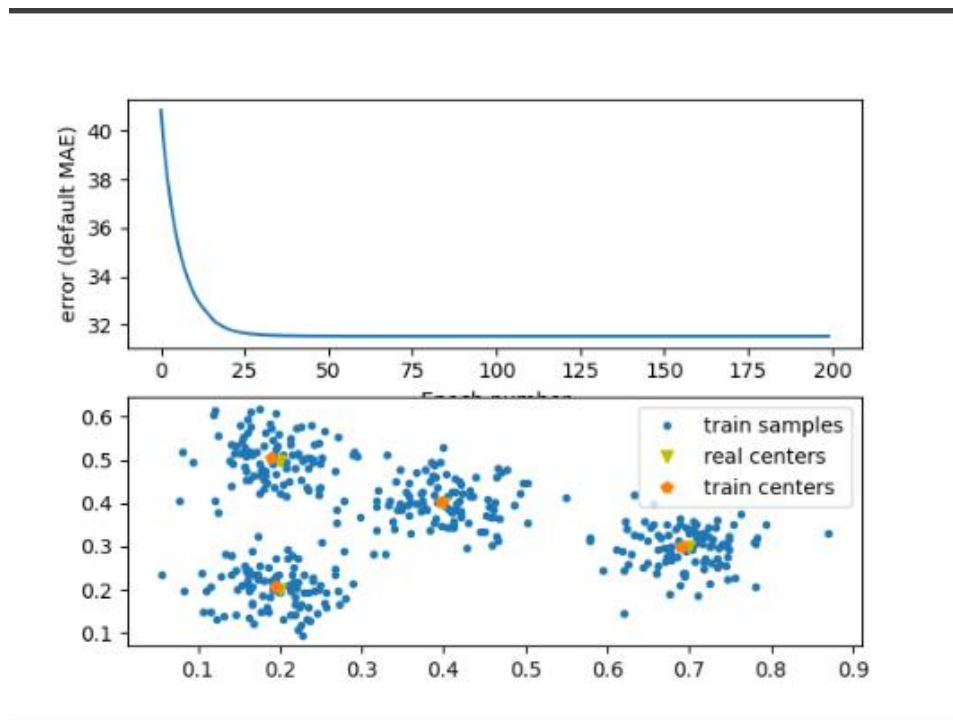 error (default MAE)
40
38
36
34
32
0 25 50 75 100 125 150 175 200
Epoch number
0.6
0.5
0.4
0.3
0.2
0.1
train samples
real centers
train centers
0.1 0.2 0.3 0.4 0.5 0.6 0.7 0.8 0.9